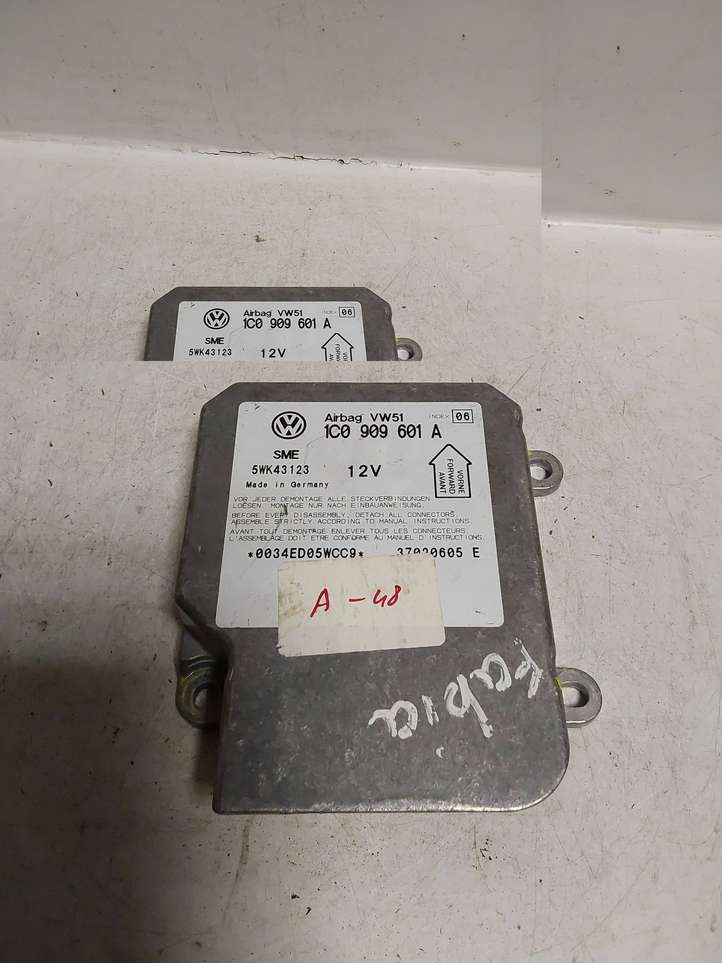 Airbag VW51 INDEX 06
1C0 909 601 A
SME
5WK43123 12V
VORNE
FORWARD
Airbag VW51 INDEX 06
1C0 909 601 A
SME
5WK43123 12V
Made in Germany
VORNE
FORWARD
AVANT
VOR JEDER DEMONTAGE ALLE STECKVERBINDUNGEN
LOESEN. MONTAGE NUR NACH EINBAUANWEISUNG.
BEFORE EVERY DISASSEMBLY, DETACH ALL CONNECTORS.
ASSEMBLE STRICTLY ACCORDING TO MANUAL INSTRUCTIONS.
AVANT TOUT DEMONTAGE ENLEVER TOUS LES CONNECTEURS.
L'ASSEMBLAGE DOIT ETRE CONFORME AU MANUEL D'INSTRUCTIONS.
*0034ED05WCC9* E
A-48
Fabia